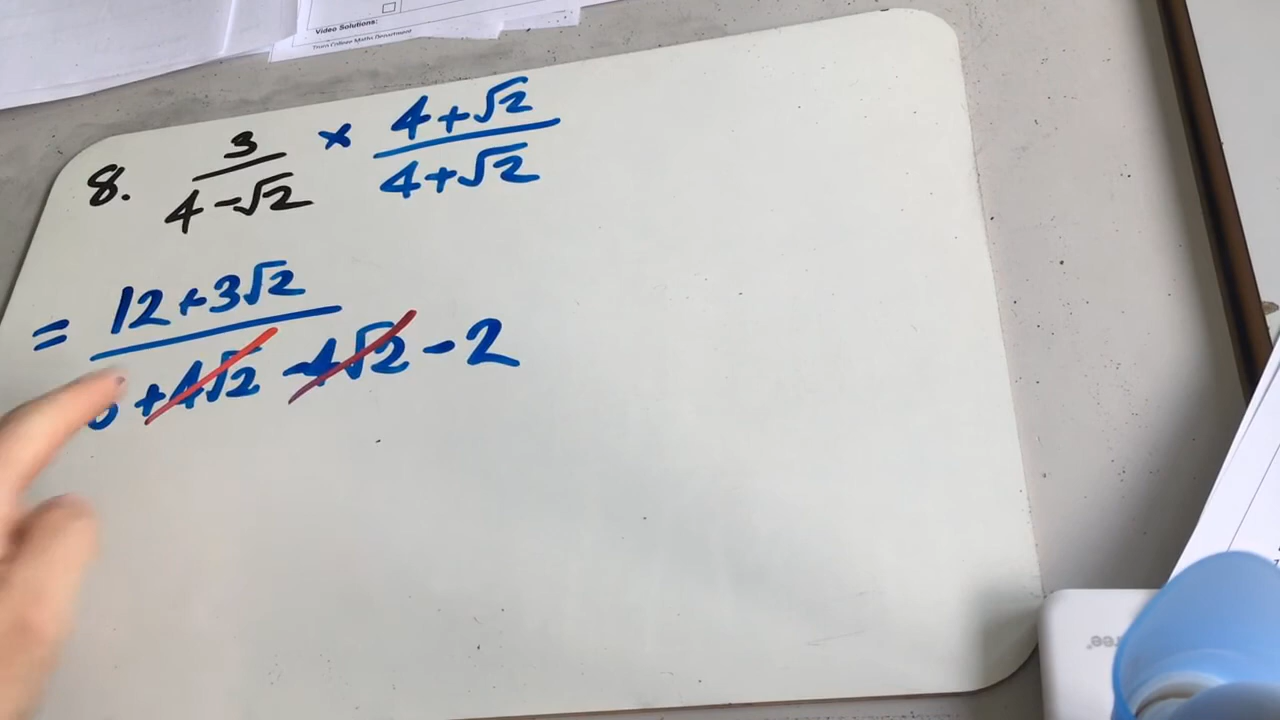 Video Solutions:
Truro College Maths Department
8. 3/(4-√2) × (4+√2)/(4+√2)
= 12+3√2
+4√2 -4√2 -2